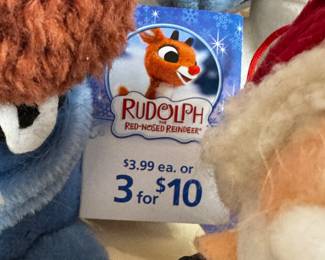 RUDOLPH
THE
RED-NOSED REINDEER®
$3.99 ea. or
3 for $10